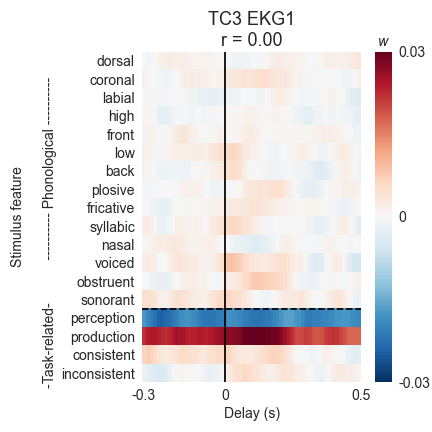 TC3 EKG1
r = 0.00
w
dorsal
coronal
labial
high
front
low
back
plosive
fricative
syllabic
nasal
voiced
obstruent
sonorant
perception
production
consistent
inconsistent
Stimulus feature
---------- Phonological ----------
-Task-related-
-0.3 0 0.5
Delay (s)
0.03
0
-0.03